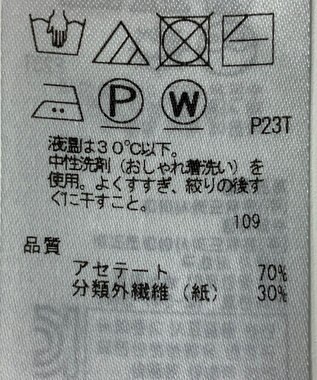 P
W
P23T
液温は30℃以下。
中性洗剤（おしゃれ着洗い）を
使用。よくすすぎ、絞りの後す
ぐに干すこと。
109
品質
アセテート 70%
分類外繊維（紙） 30%